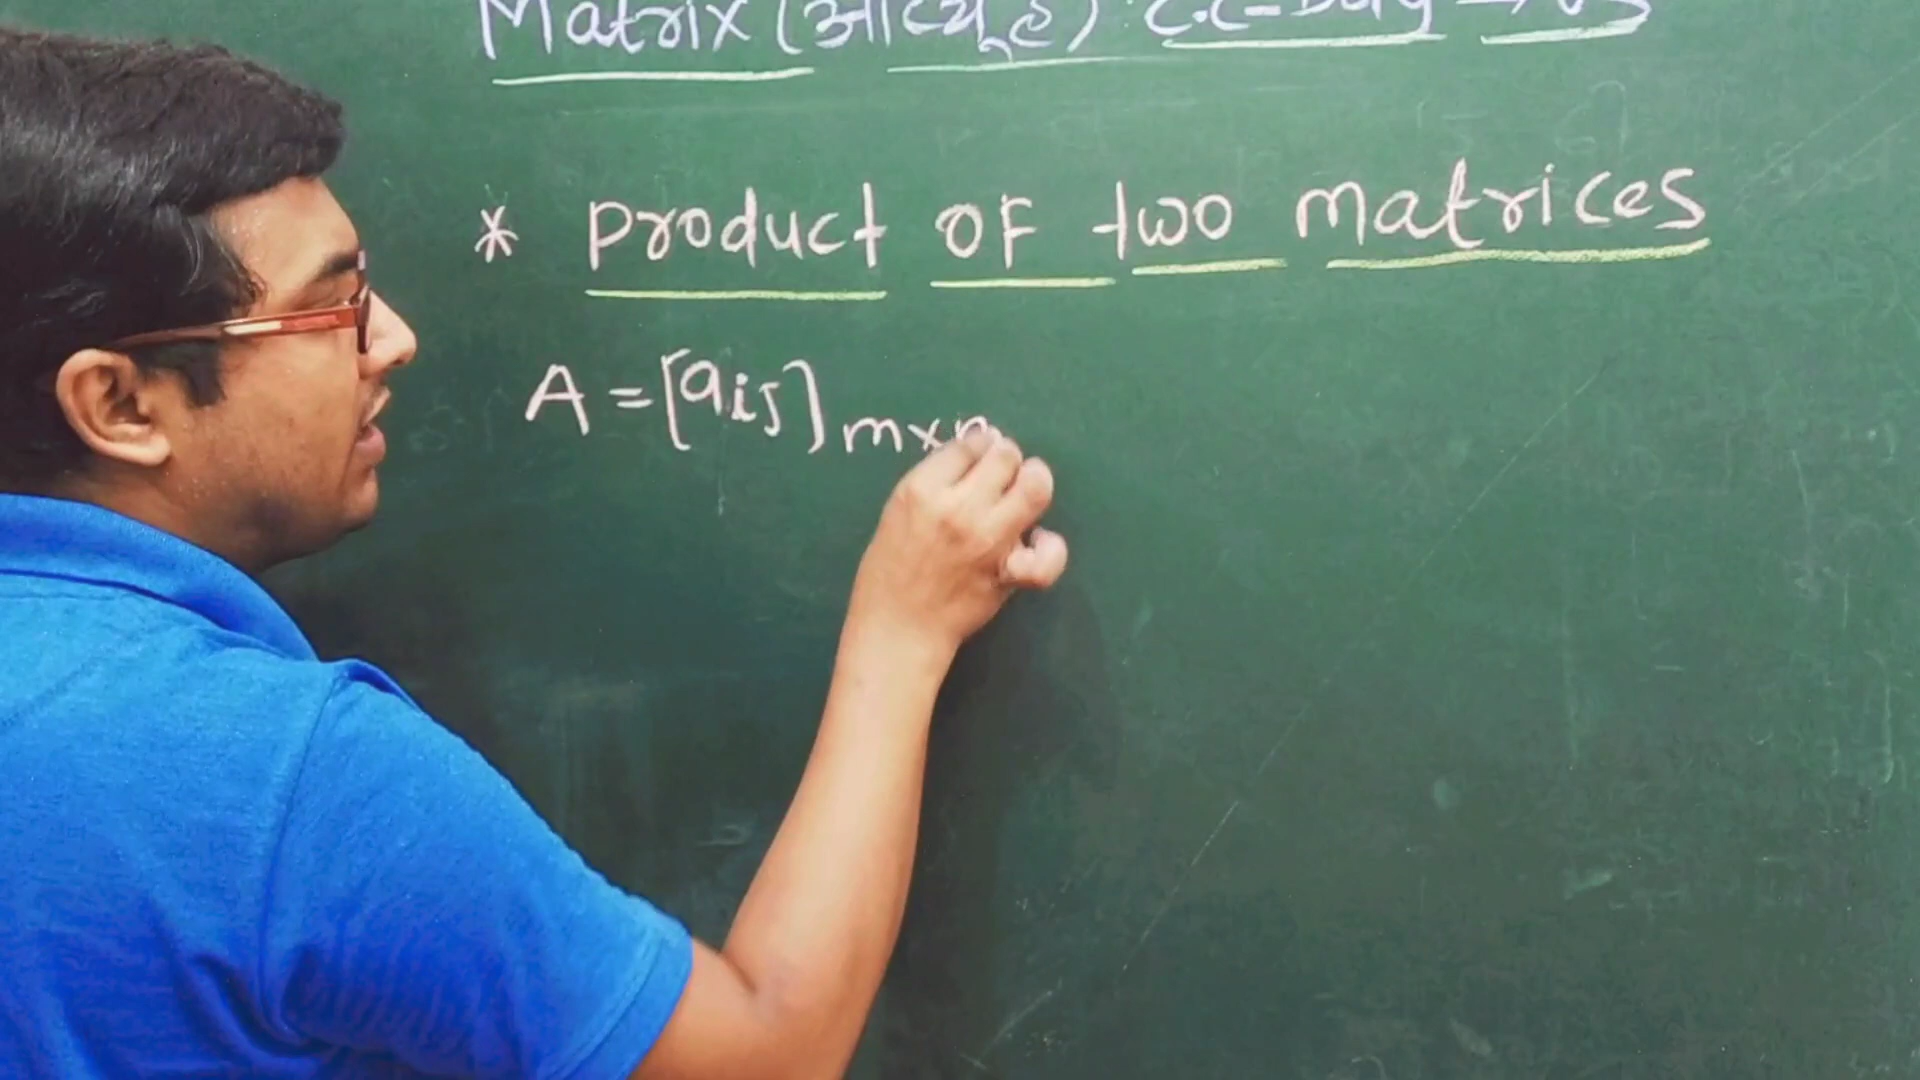 Matrix (आव्यूह) :
* product OF two matrices
A = [aij] m×n